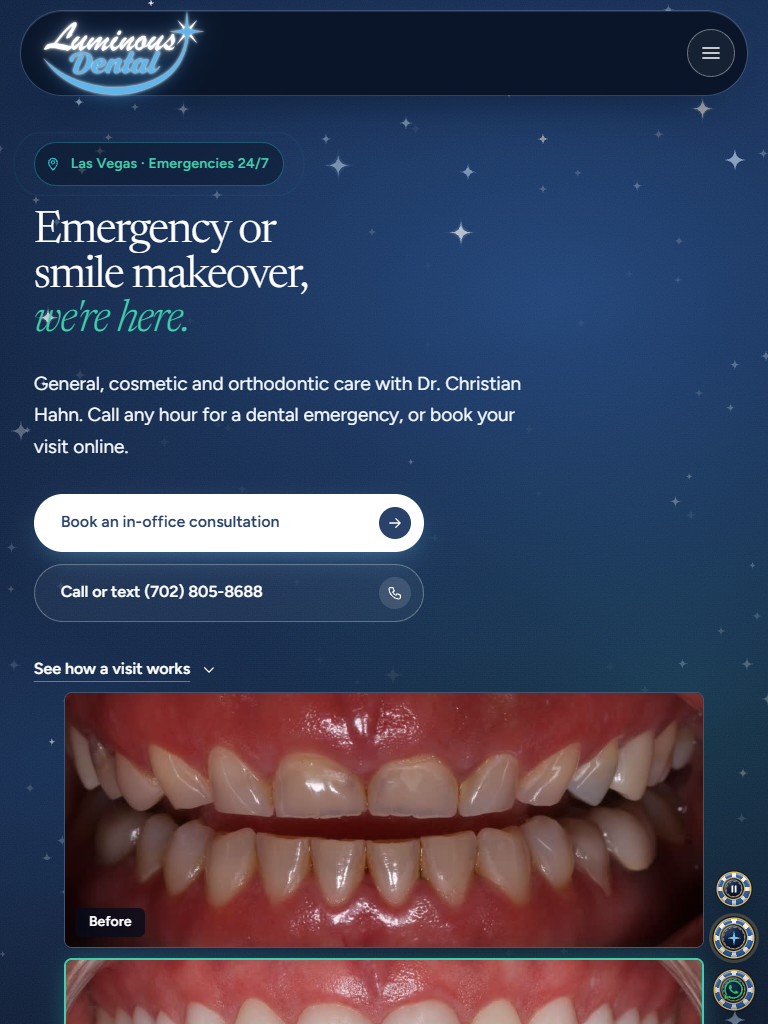 Luminous
Dental
Las Vegas · Emergencies 24/7
Emergency or
smile makeover,
we're here.
General, cosmetic and orthodontic care with Dr. Christian
Hahn. Call any hour for a dental emergency, or book your
visit online.
Book an in-office consultation
Call or text (702) 805-8688
See how a visit works
Before